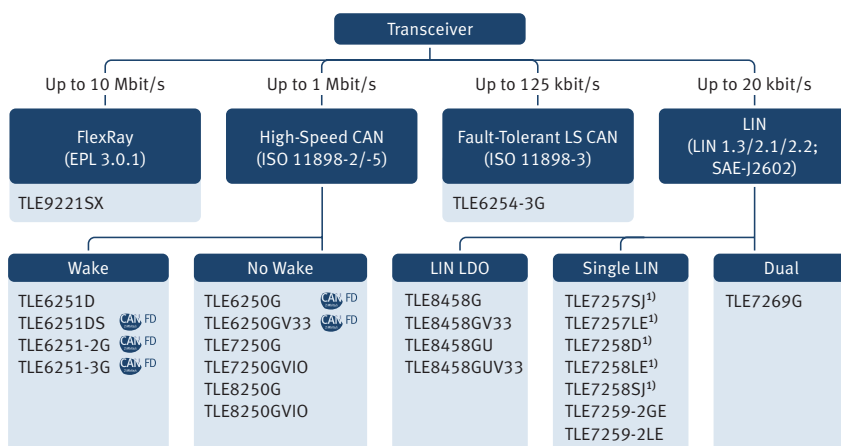 Transceiver
Up to 10 Mbit/s
Up to 1 Mbit/s
Up to 125 kbit/s
Up to 20 kbit/s
FlexRay
(EPL 3.0.1)
TLE9221SX
High-Speed CAN
(ISO 11898-2/-5)
Fault-Tolerant LS CAN
(ISO 11898-3)
TLE6254-3G
LIN
(LIN 1.3/2.1/2.2;
SAE-J2602)
Wake
TLE6251D
TLE6251DS CAN FD
TLE6251-2G CAN FD
TLE6251-3G CAN FD
No Wake
TLE6250G CAN FD
TLE6250GV33 CAN FD
TLE7250G
TLE7250GVIO
TLE8250G
TLE8250GVIO
LIN LDO
TLE8458G
TLE8458GV33
TLE8458GU
TLE8458GUV33
Single LIN
TLE7257SJ¹⁾
TLE7257LE¹⁾
TLE7258D¹⁾
TLE7258LE¹⁾
TLE7258SJ¹⁾
TLE7259-2GE
TLE7259-2LE
Dual
TLE7269G